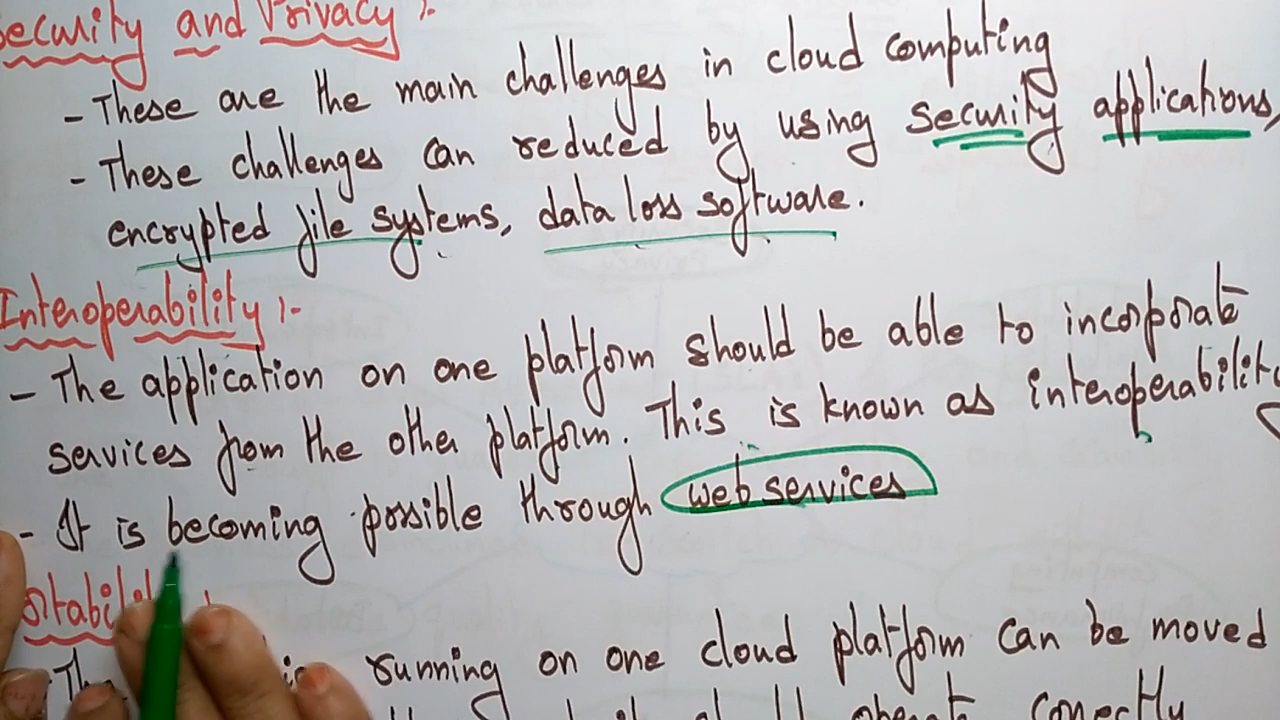 Security and Privacy :-
- These are the main challenges in cloud computing
- These challenges can reduced by using security applications,
encrypted file systems, data loss software.
Interoperability :-
- The application on one platform should be able to incorporate
services from the other platform. This is known as interoperability
- It is becoming possible through web services
running on one cloud platform can be moved
operate correctly